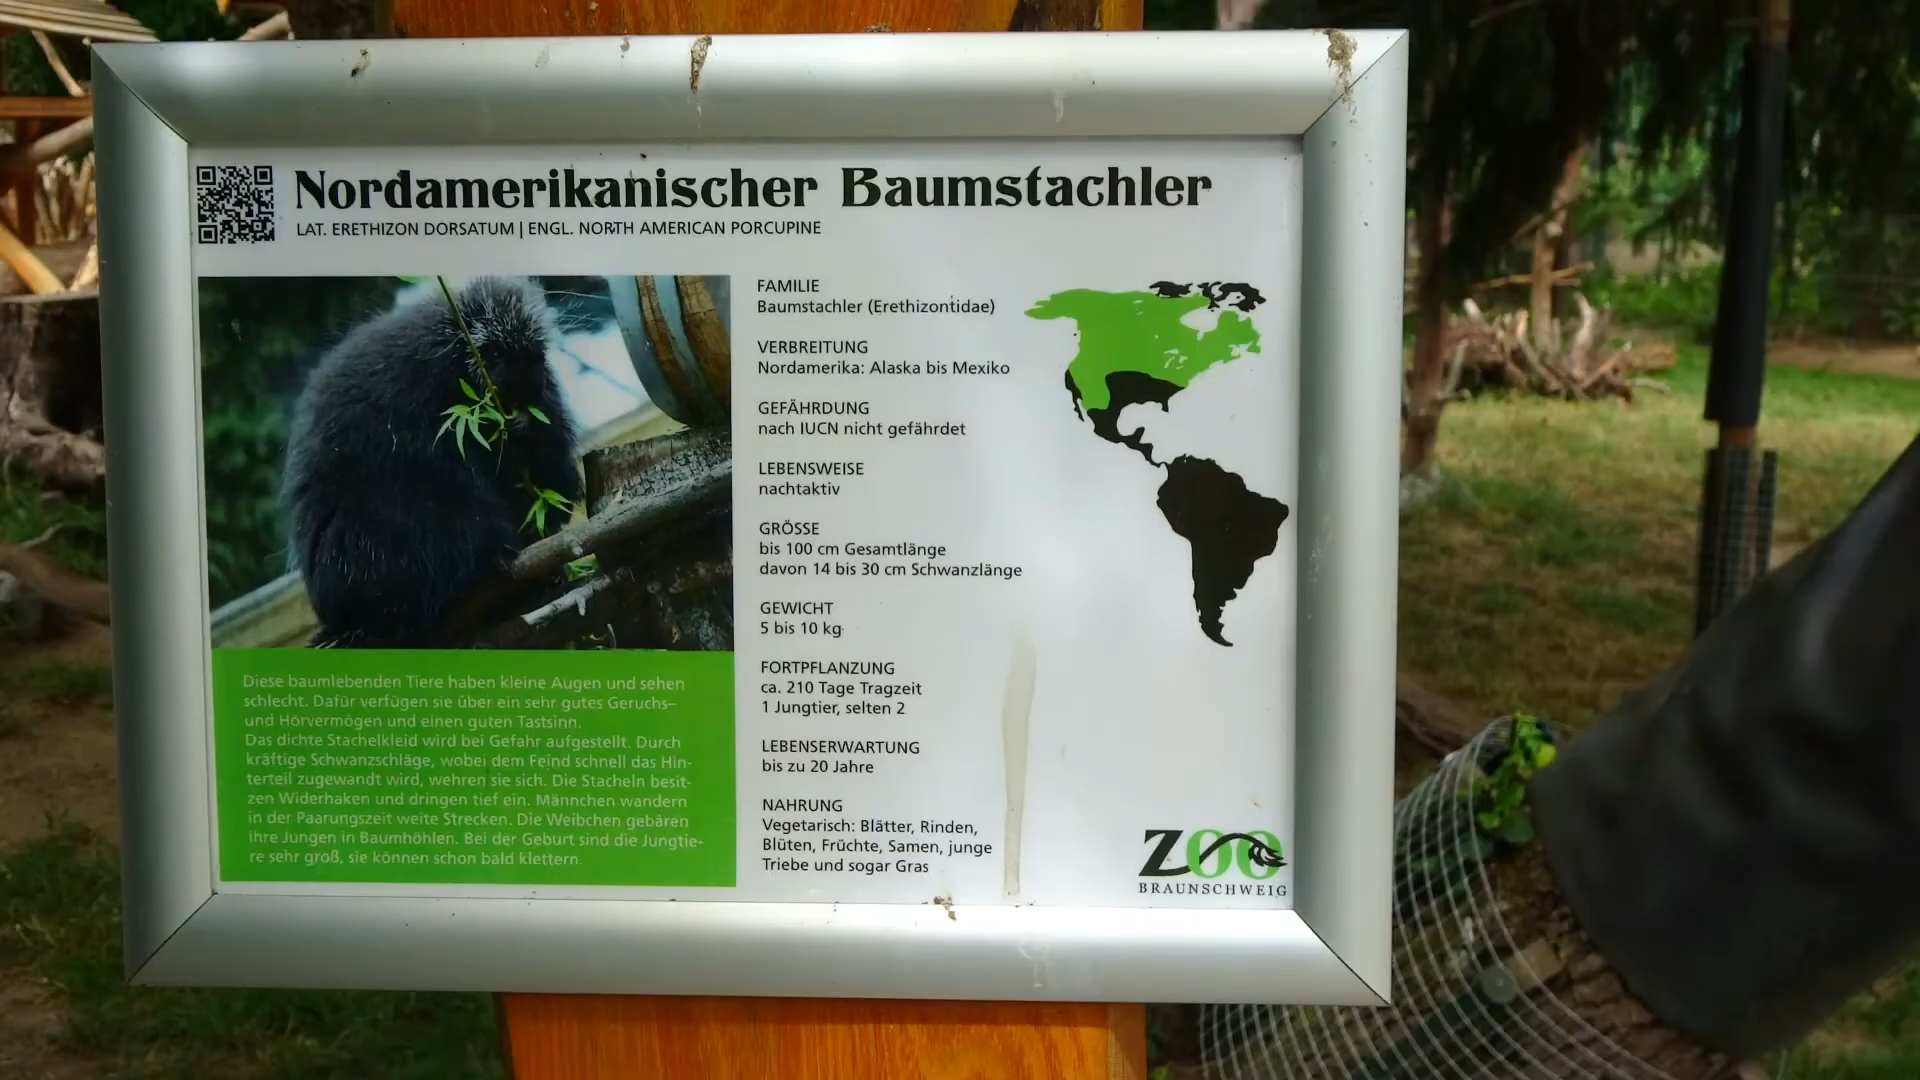 Nordamerikanischer Baumstachler
LAT. ERETHIZON DORSATUM | ENGL. NORTH AMERICAN PORCUPINE
Diese baumlebenden Tiere haben kleine Augen und sehen
schlecht. Dafür verfügen sie über ein sehr gutes Geruchs–
und Hörvermögen und einen guten Tastsinn.
Das dichte Stachelkleid wird bei Gefahr aufgestellt. Durch
kräftige Schwanzschläge, wobei dem Feind schnell das Hin-
terteil zugewandt wird, wehren sie sich. Die Stacheln besit-
zen Widerhaken und dringen tief ein. Männchen wandern
in der Paarungszeit weite Strecken. Die Weibchen gebären
ihre Jungen in Baumhöhlen. Bei der Geburt sind die Jungtie-
re sehr groß, sie können schon bald klettern.
FAMILIE
Baumstachler (Erethizontidae)
VERBREITUNG
Nordamerika: Alaska bis Mexiko
GEFÄHRDUNG
nach IUCN nicht gefährdet
LEBENSWEISE
nachtaktiv
GRÖSSE
bis 100 cm Gesamtlänge
davon 14 bis 30 cm Schwanzlänge
GEWICHT
5 bis 10 kg
FORTPFLANZUNG
ca. 210 Tage Tragzeit
1 Jungtier, selten 2
LEBENSERWARTUNG
bis zu 20 Jahre
NAHRUNG
Vegetarisch: Blätter, Rinden,
Blüten, Früchte, Samen, junge
Triebe und sogar Gras
ZOO
BRAUNSCHWEIG